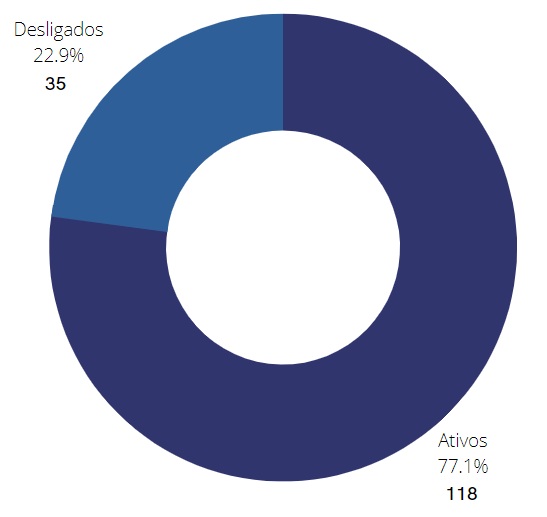 Desligados
22.9%
35
Ativos
77.1%
118